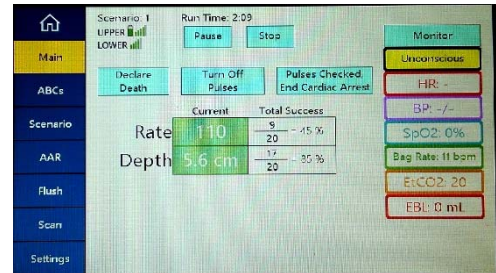 Main
ABCs
Scenario
AAR
Flush
Scan
Settings
Scenario: 1
UPPER
LOWER
Run Time: 2:09
Pause
Stop
Declare
Death
Turn Off
Pulses
Pulses Checked,
End Cardiac Arrest
Current
Total Success
Rate
110
9
20
- 45 %
Depth
5.6 cm
17
20
- 85 %
Monitor
Unconscious
HR: -
BP: -/-
SpO2: 0%
Bag Rate: 11 bpm
EtCO2: 20
EBL: 0 mL